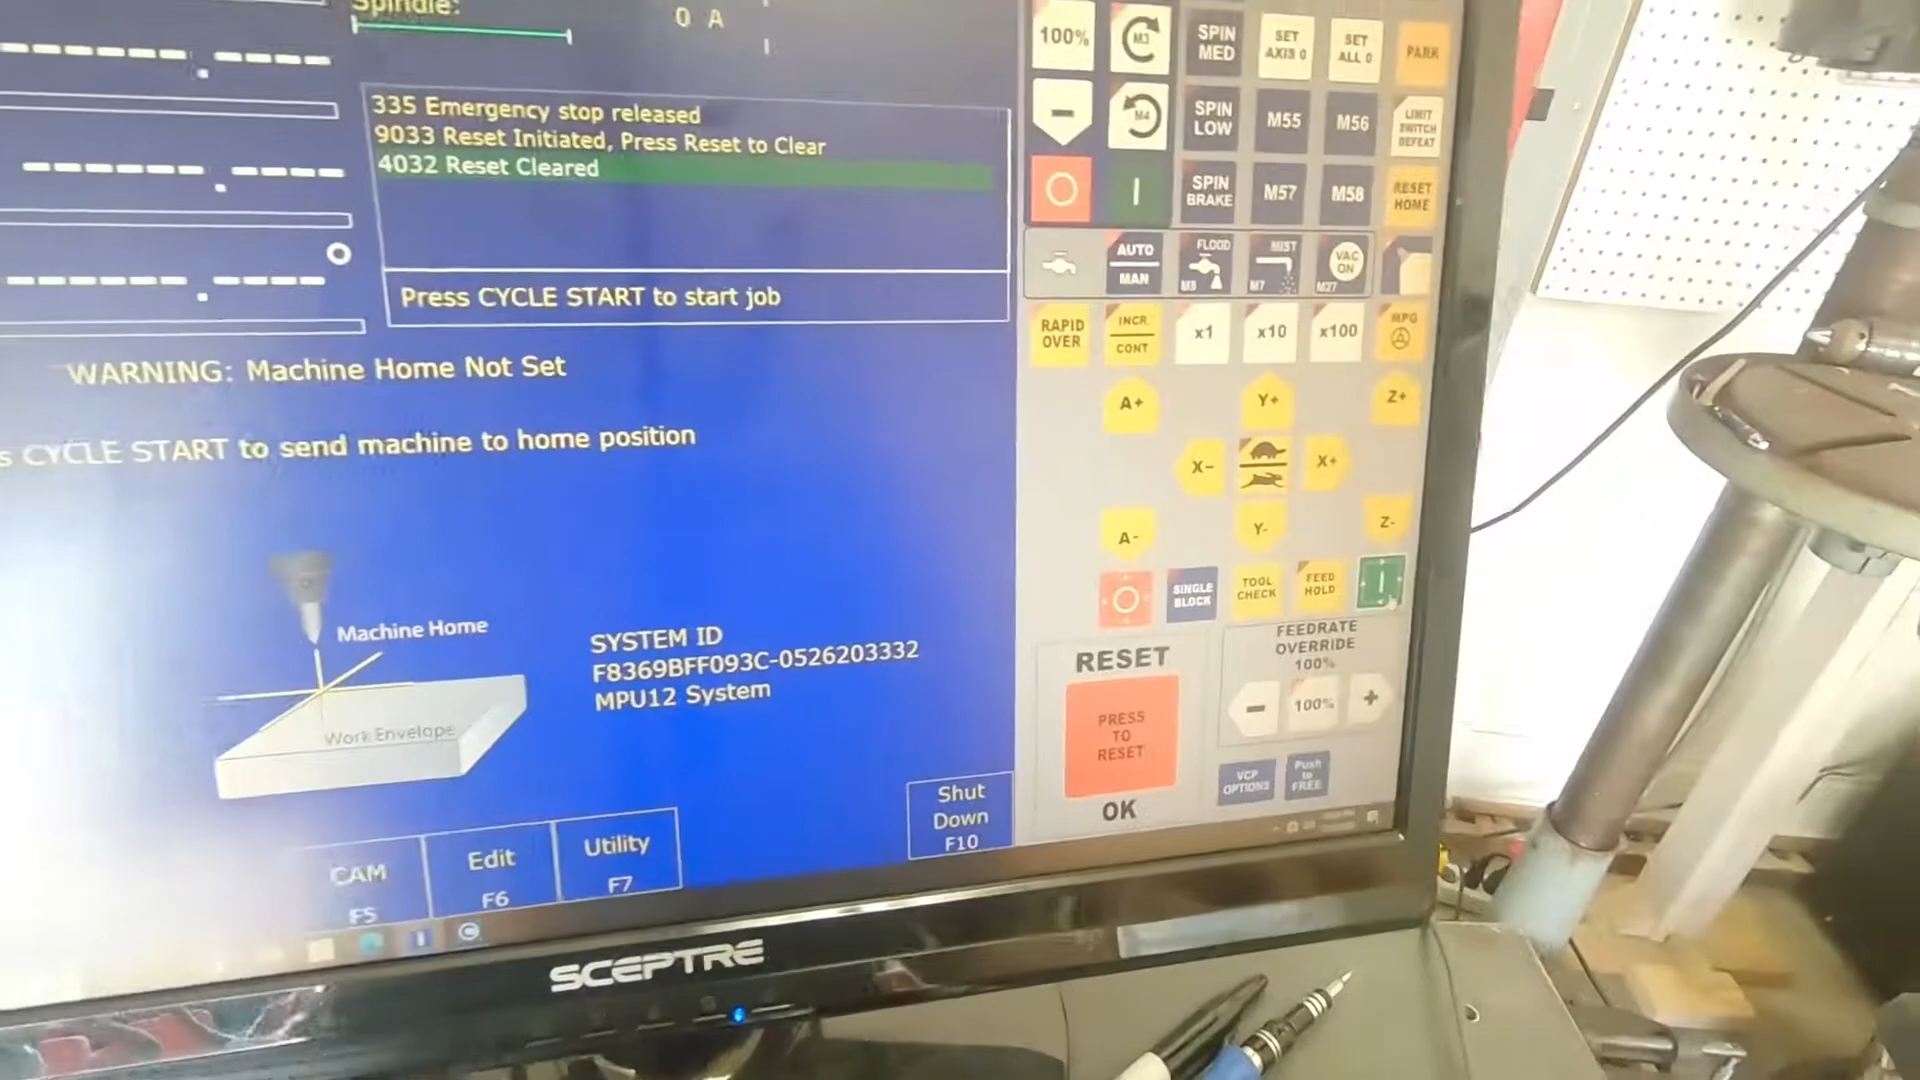 Spindle:
0 A
335 Emergency stop released
9033 Reset Initiated, Press Reset to Clear
4032 Reset Cleared
Press CYCLE START to start job
WARNING: Machine Home Not Set
s CYCLE START to send machine to home position
Machine Home
Work Envelope
SYSTEM ID
F8369BFF093C-0526203332
MPU12 System
CAM
F5
Edit
F6
Utility
F7
Shut
Down
F10
100%
M3
SPIN
MED
SET
AXIS 0
SET
ALL 0
PARK
M4
SPIN
LOW
M55
M56
LIMIT
SWITCH
DEFEAT
SPIN
BRAKE
M57
M58
RESET
HOME
AUTO
MAN
FLOOD
M8
MIST
M7
VAC
ON
M27
RAPID
OVER
INCR
CONT
x1
x10
x100
MPG
A+
Y+
Z+
X-
X+
A-
Y-
Z-
SINGLE
BLOCK
TOOL
CHECK
FEED
HOLD
RESET
PRESS
TO
RESET
OK
FEEDRATE
OVERRIDE
100%
-
100%
+
VCP
OPTIONS
Push
to
FREE
SCEPTRE